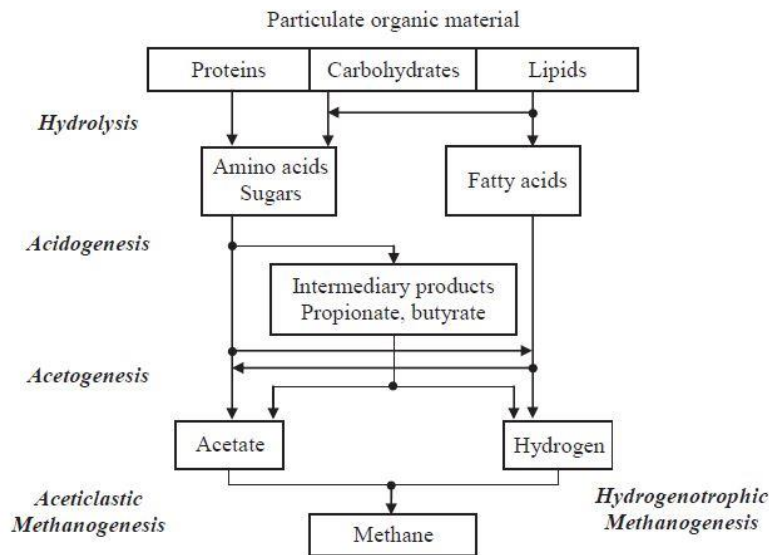 Particulate organic material
Proteins
Carbohydrates
Lipids
Hydrolysis
Amino acids
Sugars
Fatty acids
Acidogenesis
Intermediary products
Propionate, butyrate
Acetogenesis
Acetate
Hydrogen
Aceticlastic
Methanogenesis
Hydrogenotrophic
Methanogenesis
Methane